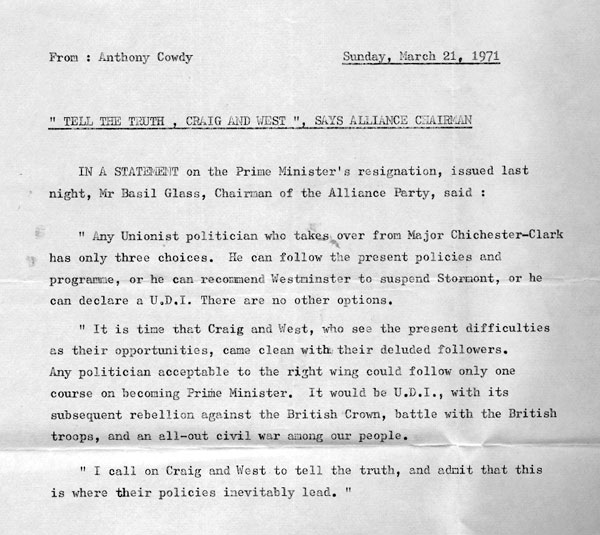 From : Anthony Cowdy Sunday, March 21, 1971
" TELL THE TRUTH , CRAIG AND WEST ", SAYS ALLIANCE CHAIRMAN
IN A STATEMENT on the Prime Minister's resignation, issued last
night, Mr Basil Glass, Chairman of the Alliance Party, said :
" Any Unionist politician who takes over from Major Chichester-Clark
has only three choices. He can follow the present policies and
programme, or he can recommend Westminster to suspend Stormont, or he
can declare a U.D.I. There are no other options.
" It is time that Craig and West, who see the present difficulties
as their opportunities, came clean with their deluded followers.
Any politician acceptable to the right wing could follow only one
course on becoming Prime Minister. It would be U.D.I., with its
subsequent rebellion against the British Crown, battle with the British
troops, and an all-out civil war among our people.
" I call on Craig and West to tell the truth, and admit that this
is where their policies inevitably lead. "